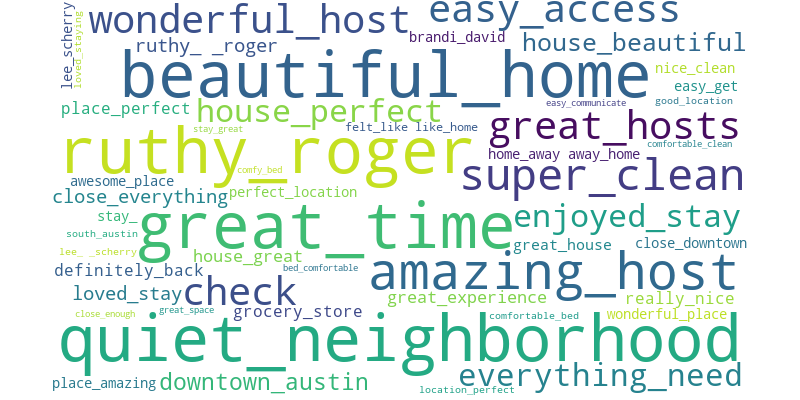 lee_scherry
loved_staying
wonderful_host
easy_access
ruthy_ _roger
brandi_david
house_beautiful
beautiful_home
nice_clean
easy_get
place_perfect
house_perfect
easy_communicate
good_location
stay_great
felt_like like_home
great_hosts
comfortable_clean
ruthy_roger
home_away away_home
comfy_bed
awesome_place
super_clean
close_everything
perfect_location
stay_
great_time
enjoyed_stay
south_austin
great_house
close_downtown
lee_ _scherry
house_great
definitely_back
bed_comfortable
amazing_host
loved_stay
check
great_experience
really_nice
close_enough
great_space
grocery_store
comfortable_bed
wonderful_place
quiet_neighborhood
place_amazing
downtown_austin
everything_need
location_perfect